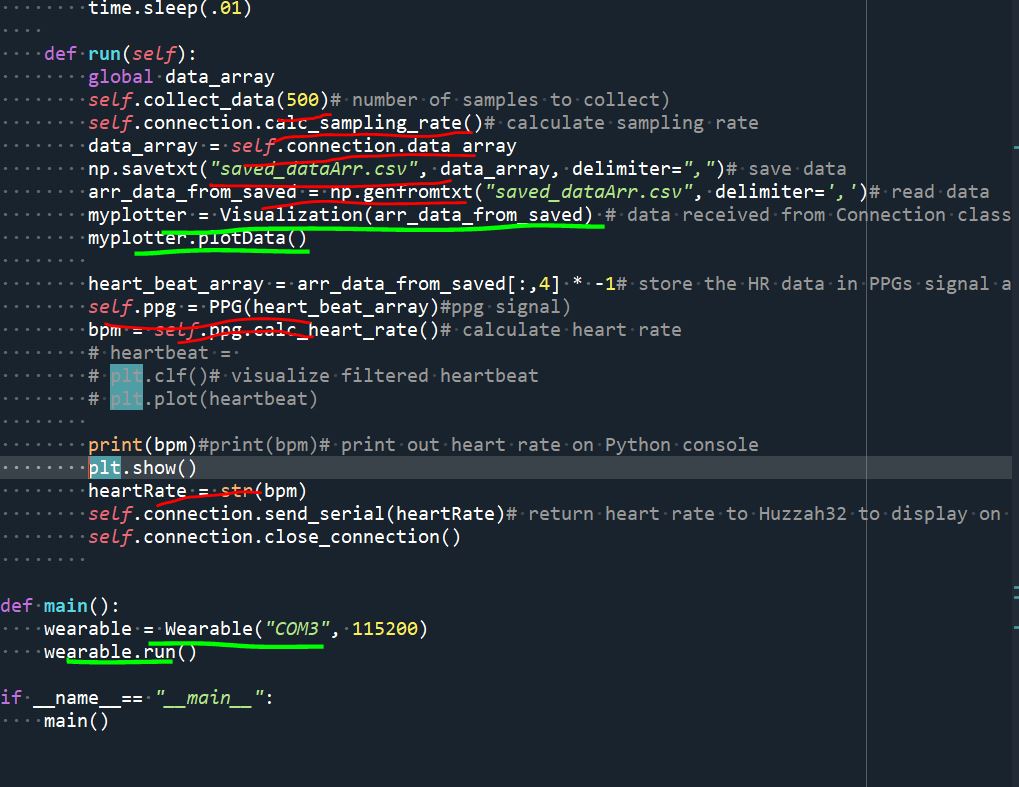 time.sleep(.01)
def run(self):
global data_array
self.collect_data(500)# number of samples to collect)
self.connection.calc_sampling_rate()# calculate sampling rate
data_array = self.connection.data_array
np.savetxt("saved_dataArr.csv", data_array, delimiter=",")# save data
arr_data_from_saved = np.genfromtxt("saved_dataArr.csv", delimiter=',')# read data
myplotter = Visualization(arr_data_from_saved) # data received from Connection class
myplotter.plotData()
heart_beat_array = arr_data_from_saved[:,4] * -1# store the HR data in PPGs signal a
self.ppg = PPG(heart_beat_array)#ppg signal)
bpm = self.ppg.calc_heart_rate()# calculate heart rate
# heartbeat =
# plt.clf()# visualize filtered heartbeat
# plt.plot(heartbeat)
print(bpm)#print(bpm)# print out heart rate on Python console
plt.show()
heartRate = str(bpm)
self.connection.send_serial(heartRate)# return heart rate to Huzzah32 to display on
self.connection.close_connection()
def main():
wearable = Wearable("COM3", 115200)
wearable.run()
if __name__== "__main__":
main()